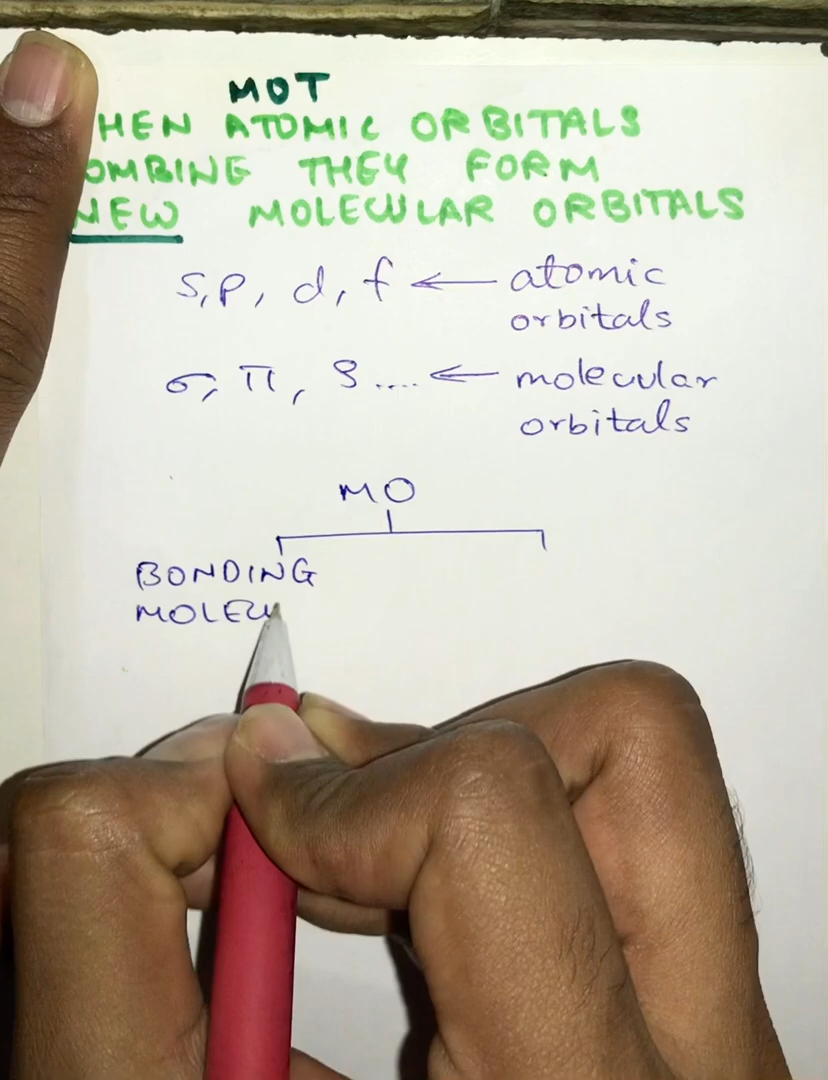 MOT
HEN ATOMIC ORBITALS
OMBINE THEY FORM
NEW MOLECULAR ORBITALS
s, p, d, f ← atomic
orbitals
σ, π, δ .... ← molecular
orbitals
MO
BONDING
MOLECU